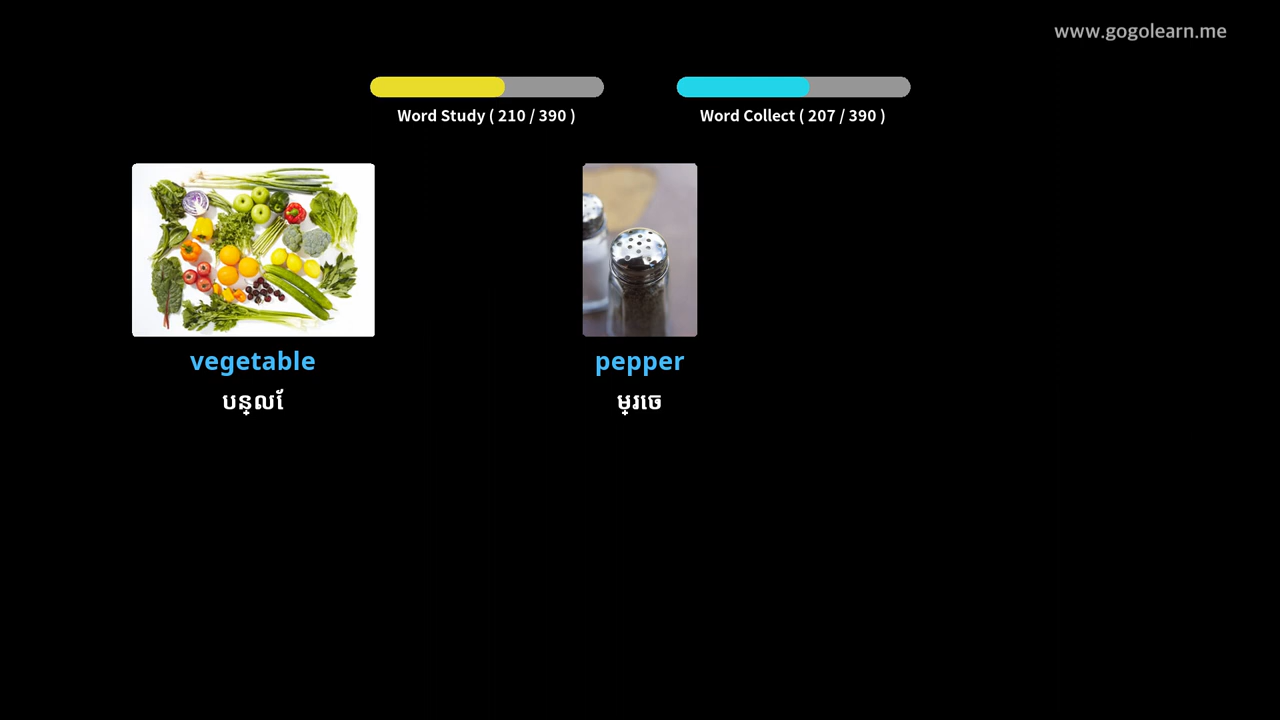 www.gogolearn.me
Word Study ( 210 / 390 )
Word Collect ( 207 / 390 )
vegetable
pepper
បន្លែ
ម្រេច